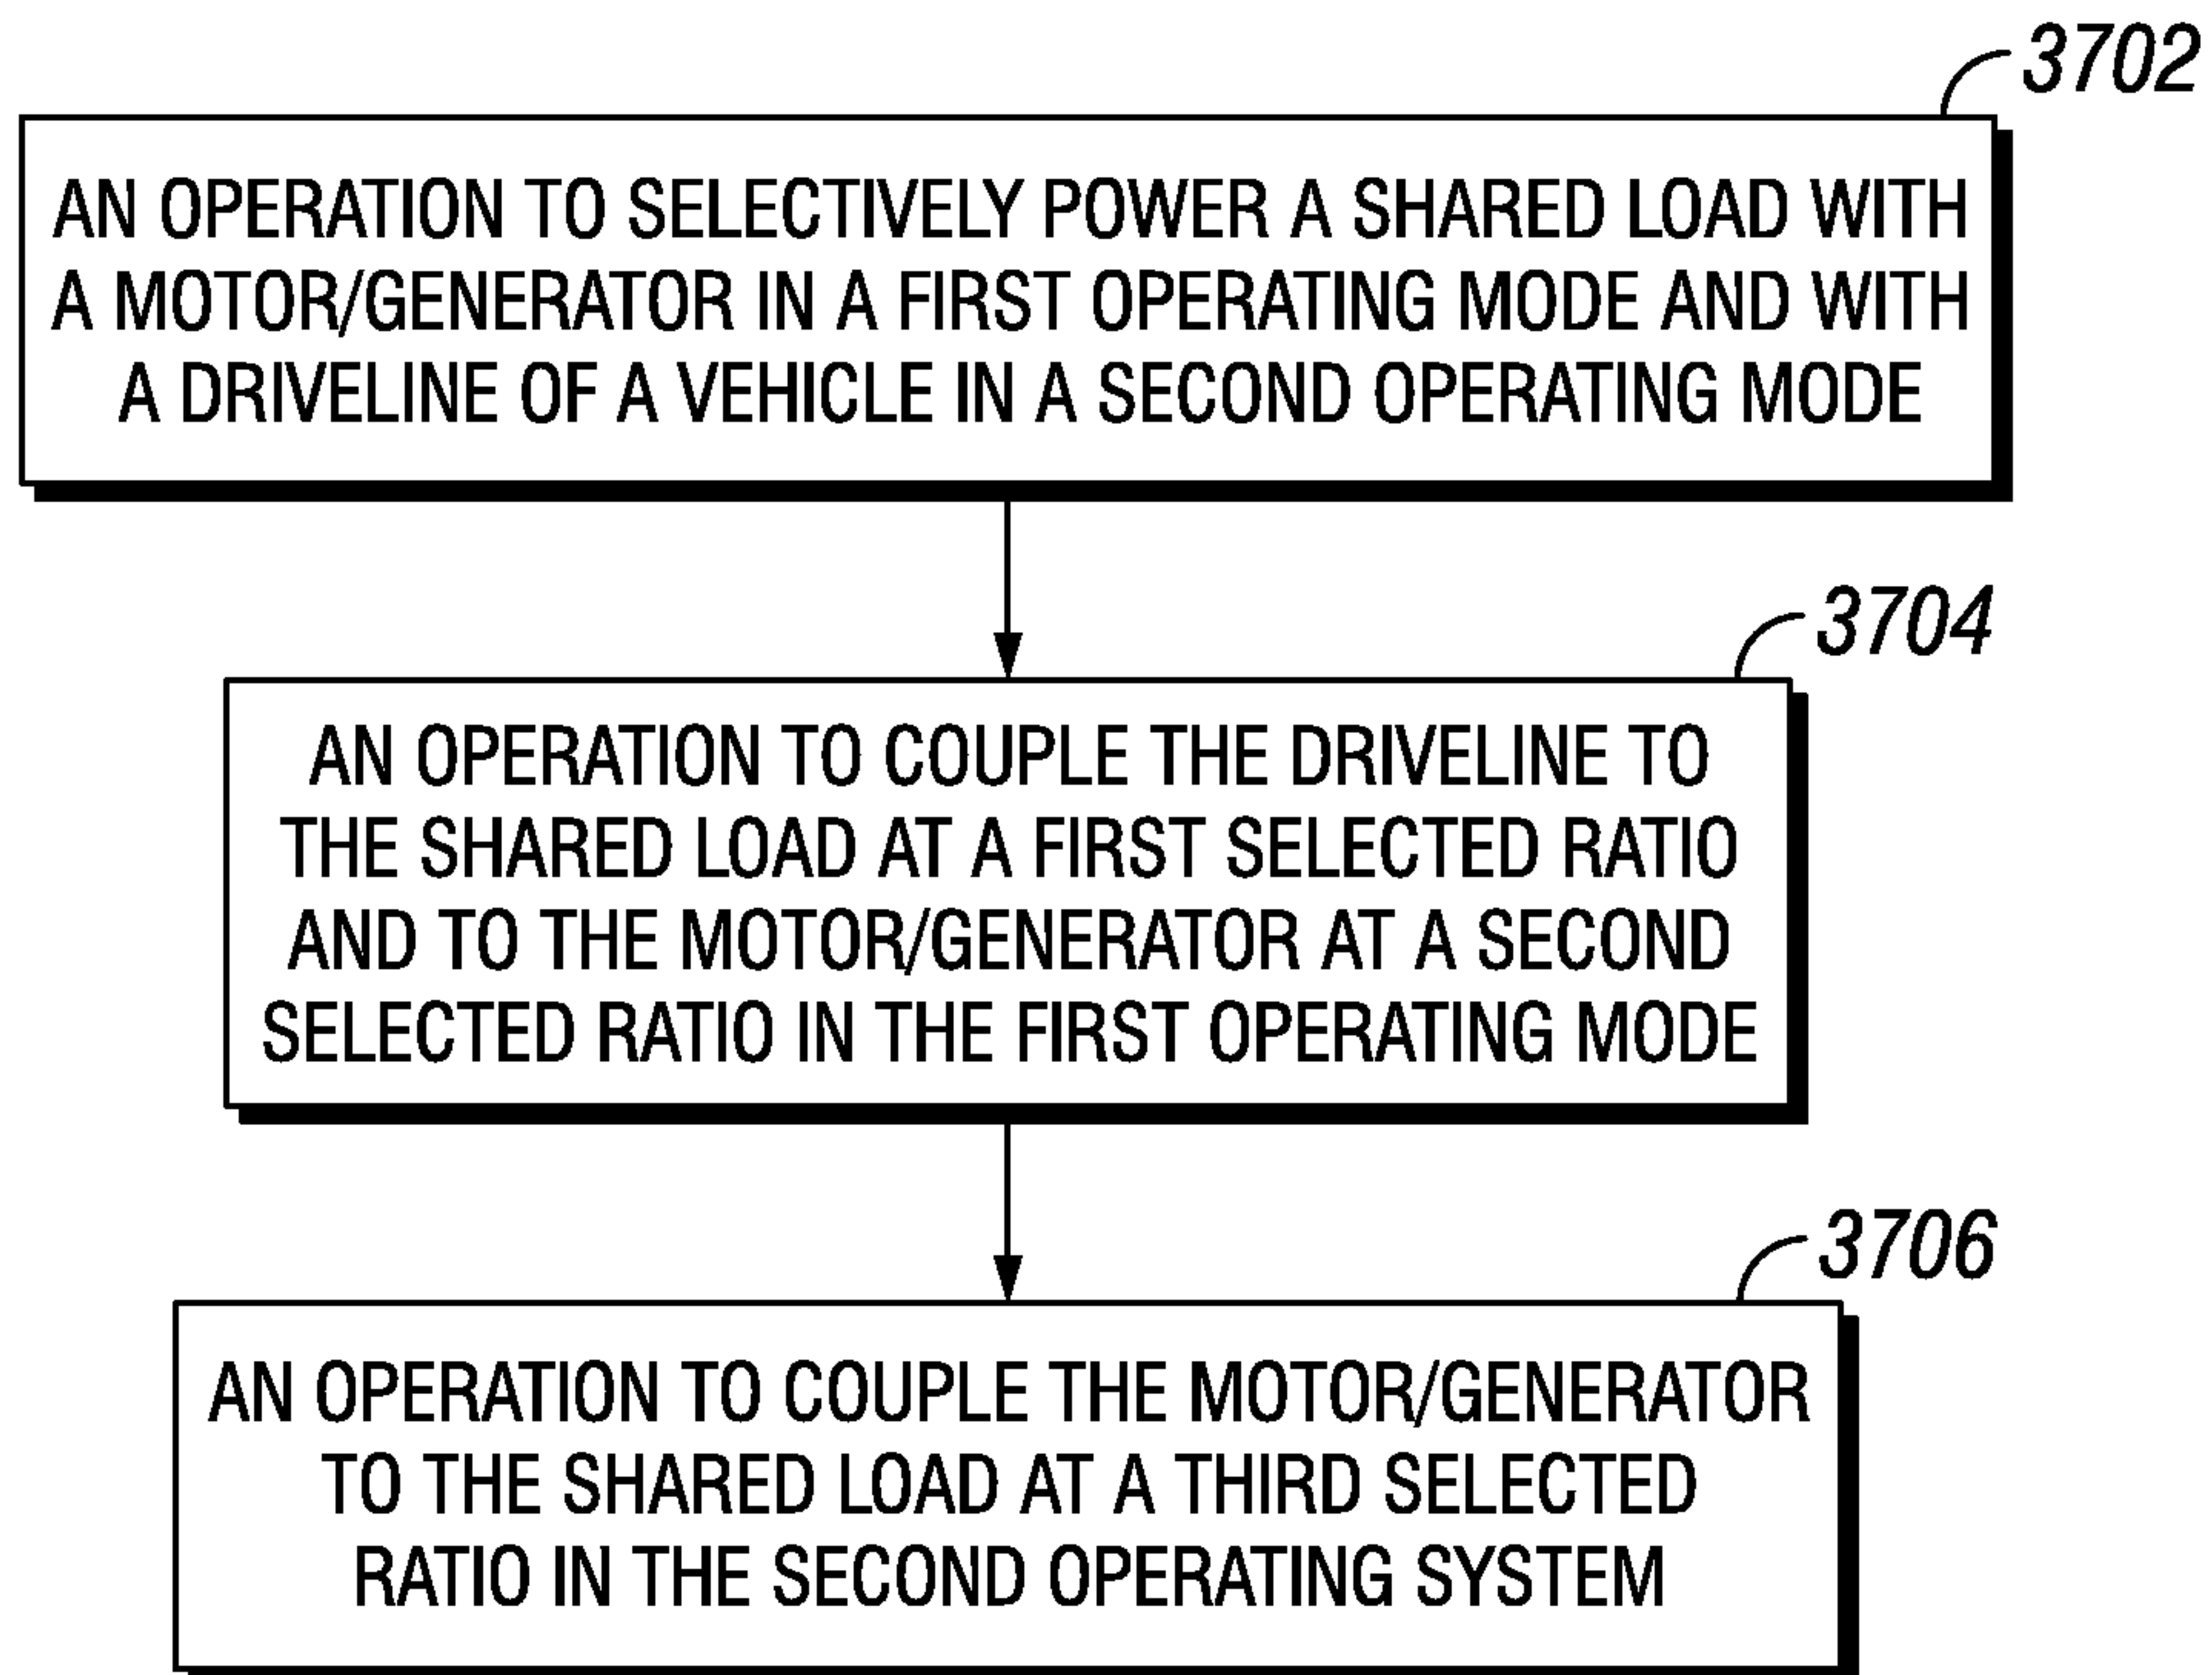 3702
AN OPERATION TO SELECTIVELY POWER A SHARED LOAD WITH
A MOTOR/GENERATOR IN A FIRST OPERATING MODE AND WITH
A DRIVELINE OF A VEHICLE IN A SECOND OPERATING MODE
3704
AN OPERATION TO COUPLE THE DRIVELINE TO
THE SHARED LOAD AT A FIRST SELECTED RATIO
AND TO THE MOTOR/GENERATOR AT A SECOND
SELECTED RATIO IN THE FIRST OPERATING MODE
3706
AN OPERATION TO COUPLE THE MOTOR/GENERATOR
TO THE SHARED LOAD AT A THIRD SELECTED
RATIO IN THE SECOND OPERATING SYSTEM